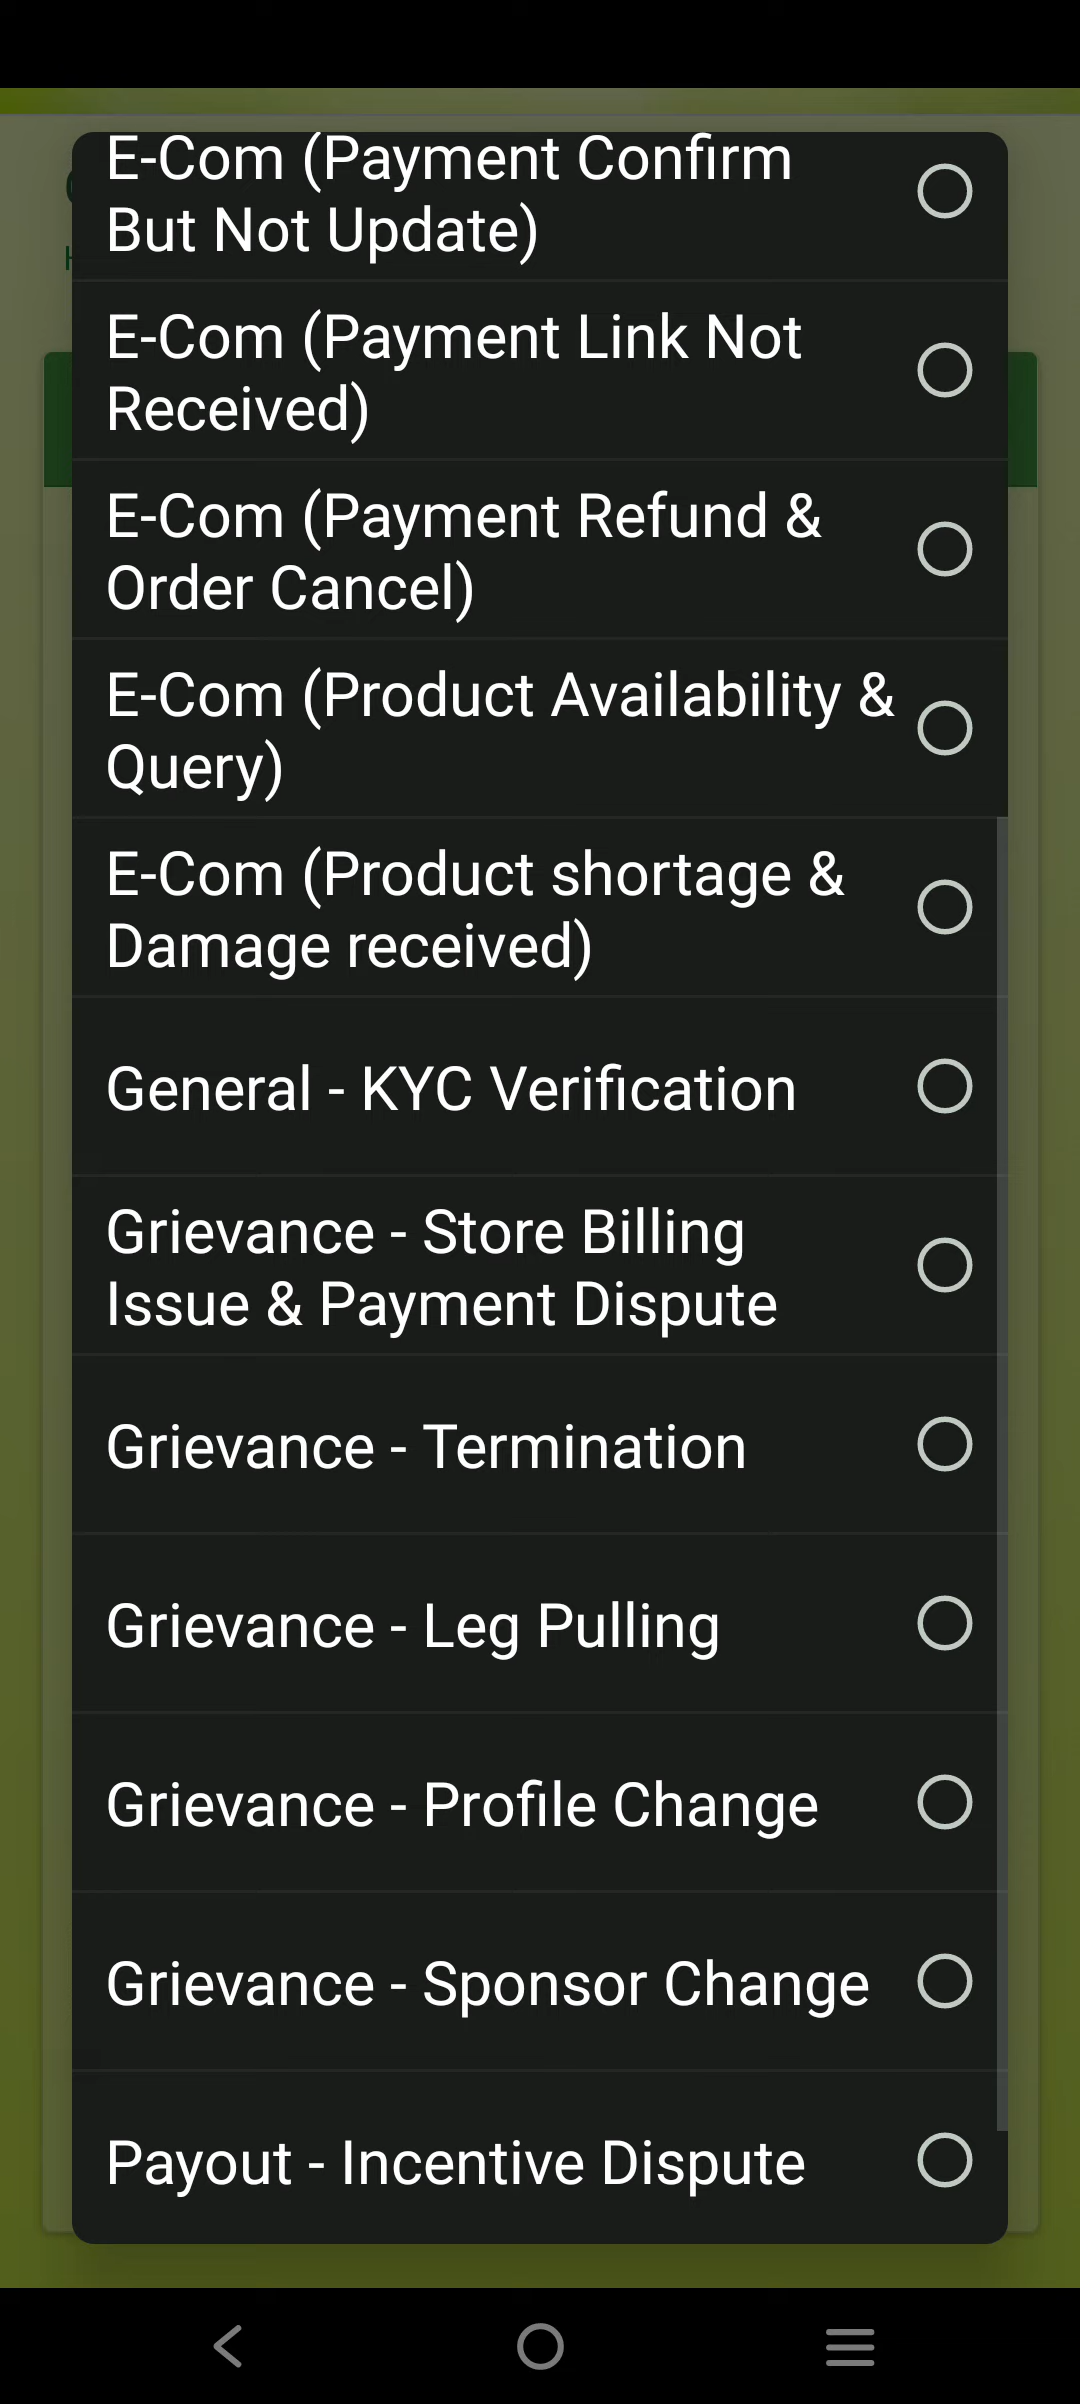 E-Com (Payment Confirm
But Not Update)
E-Com (Payment Link Not
Received)
E-Com (Payment Refund &
Order Cancel)
E-Com (Product Availability &
Query)
E-Com (Product shortage &
Damage received)
General - KYC Verification
Grievance - Store Billing
Issue & Payment Dispute
Grievance - Termination
Grievance - Leg Pulling
Grievance - Profile Change
Grievance - Sponsor Change
Payout - Incentive Dispute